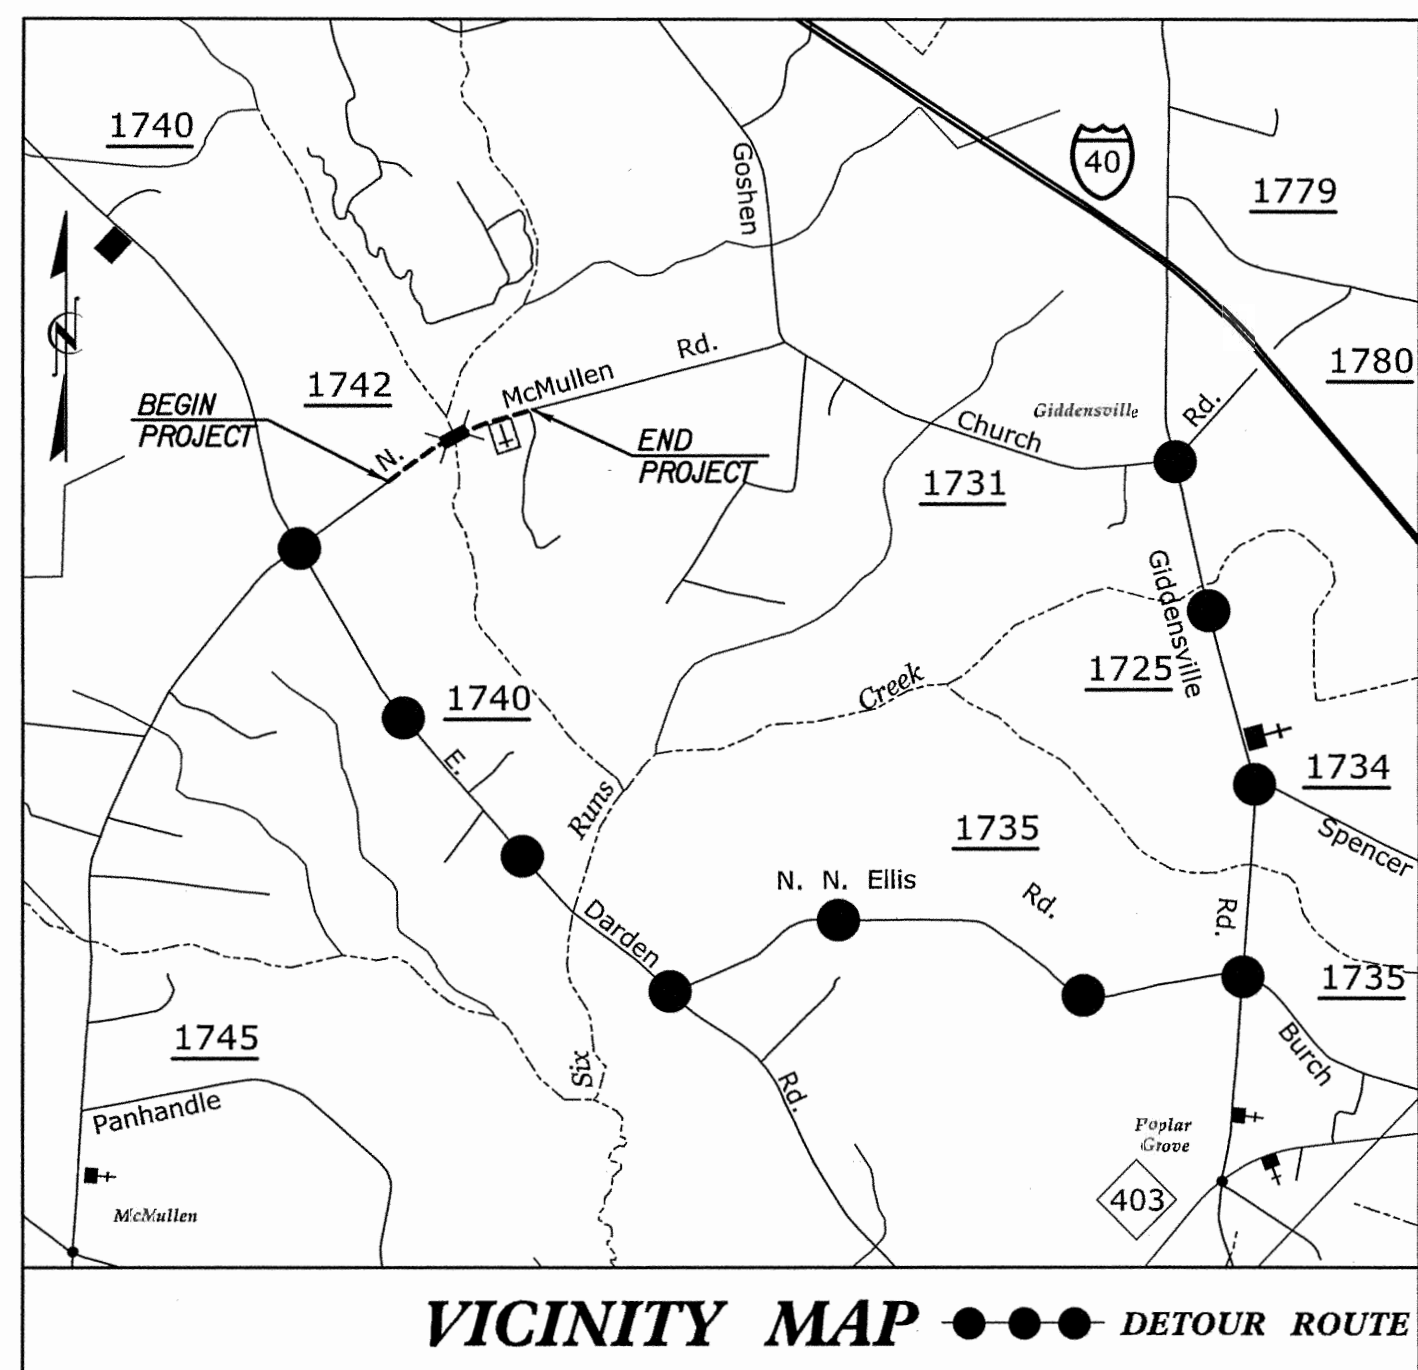 1740
Goshen
40
1779
1780
1742
McMullen
Rd.
BEGIN
PROJECT
N.
END
PROJECT
Giddensville
Church
Rd.
1731
Giddensville
1725
1740
E.
Creek
Runs
1734
Spencer
1735
N. N. Ellis
Rd.
Rd.
Darden
1735
Burch
Six
1745
Panhandle
Rd.
McMullen
Poplar
Grove
403
VICINITY MAP
DETOUR ROUTE
N